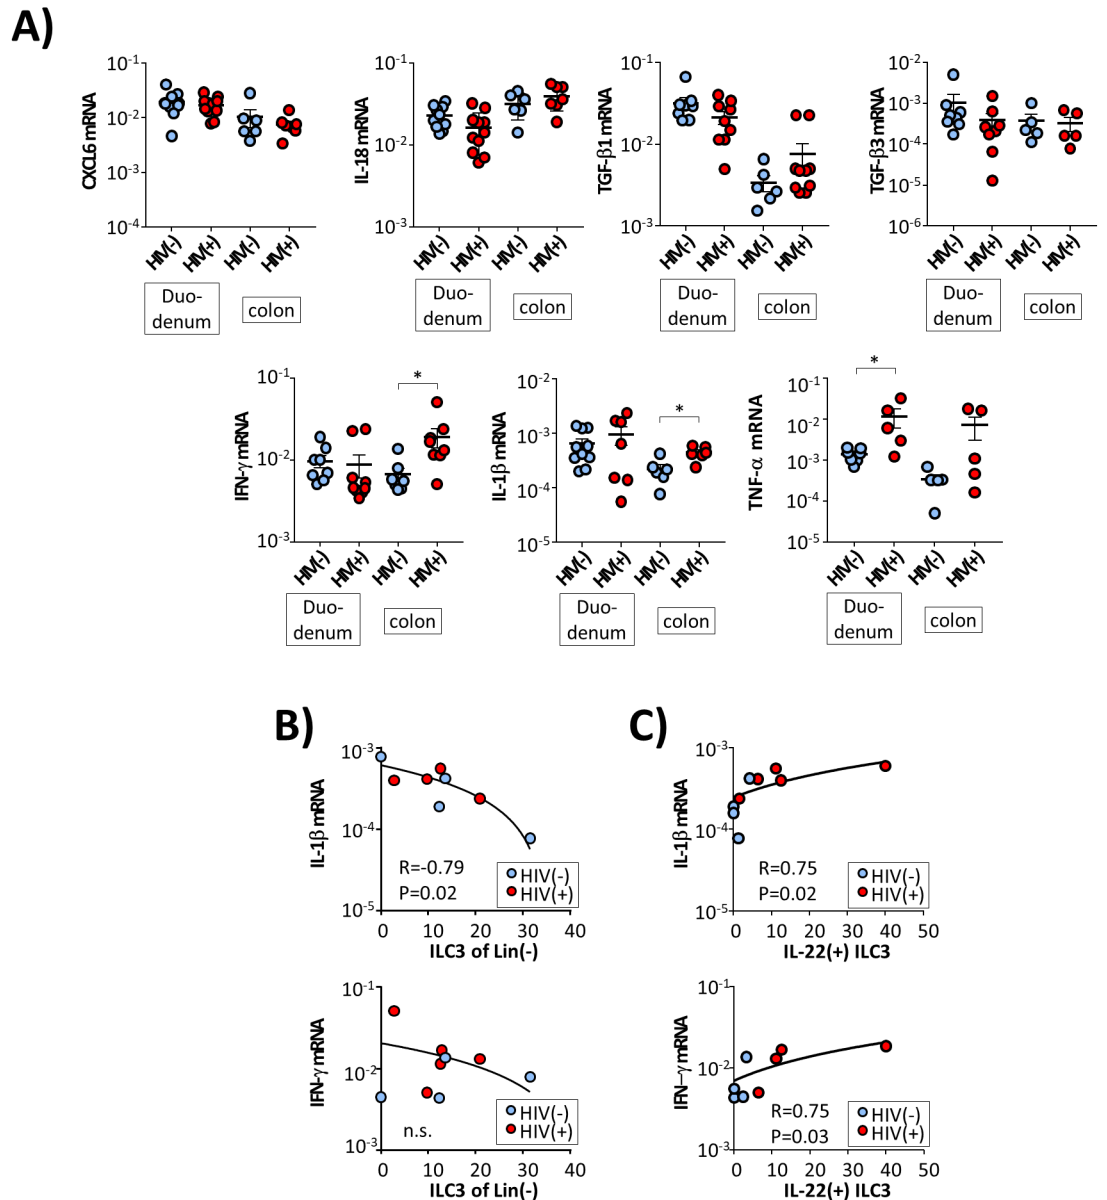 A)
CXCL6 mRNA
10-1
10-2
10-3
10-4
HIV(-)
HIV(+)
HIV(-)
HIV(+)
Duo-
denum
colon
IL-18 mRNA
10-1
10-2
10-3
HIV(-)
HIV(+)
HIV(-)
HIV(+)
Duo-
denum
colon
TGF-β1 mRNA
10-1
10-2
10-3
HIV(-)
HIV(+)
HIV(-)
HIV(+)
Duo-
denum
colon
TGF-β3 mRNA
10-2
10-3
10-4
10-5
10-6
HIV(-)
HIV(+)
HIV(-)
HIV(+)
Duo-
denum
colon
IFN-γ mRNA
10-1
10-2
10-3
*
HIV(-)
HIV(+)
HIV(-)
HIV(+)
Duo-
denum
colon
IL-1β mRNA
10-2
10-3
10-4
10-5
*
HIV(-)
HIV(+)
HIV(-)
HIV(+)
Duo-
denum
colon
TNF-α mRNA
10-1
10-2
10-3
10-4
10-5
*
HIV(-)
HIV(+)
HIV(-)
HIV(+)
Duo-
denum
colon
B)
IL-1β mRNA
10-3
10-4
10-5
R=-0.79
P=0.02
HIV(-)
HIV(+)
0 10 20 30 40
ILC3 of Lin(-)
IFN-γ mRNA
10-1
10-2
10-3
n.s.
HIV(-)
HIV(+)
0 10 20 30 40
ILC3 of Lin(-)
C)
IL-1β mRNA
10-3
10-4
10-5
R=0.75
P=0.02
HIV(-)
HIV(+)
0 10 20 30 40 50
IL-22(+) ILC3
IFN-γ mRNA
10-1
10-2
10-3
R=0.75
P=0.03
HIV(-)
HIV(+)
0 10 20 30 40 50
IL-22(+) ILC3